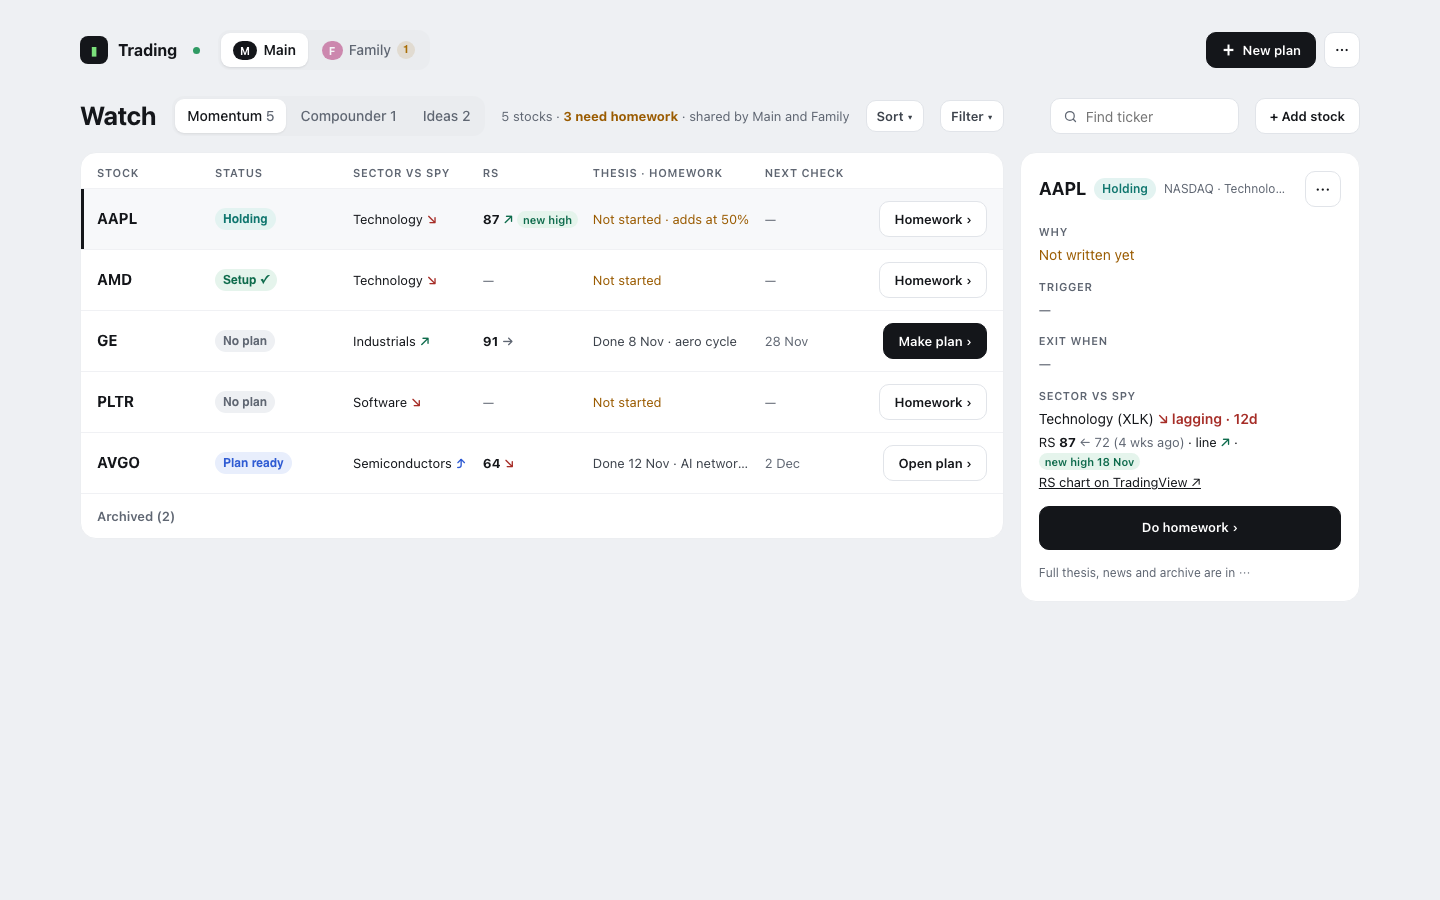 Trading M Main F Family 1 + New plan ···
Watch Momentum 5 Compounder 1 Ideas 2 5 stocks · 3 need homework · shared by Main and Family Sort ▾ Filter ▾ Find ticker + Add stock
STOCK STATUS SECTOR VS SPY RS THESIS · HOMEWORK NEXT CHECK
AAPL Holding Technology ↘ 87 ↗ new high Not started · adds at 50% — Homework ›
AMD Setup ✓ Technology ↘ — Not started — Homework ›
GE No plan Industrials ↗ 91 → Done 8 Nov · aero cycle 28 Nov Make plan ›
PLTR No plan Software ↘ — Not started — Homework ›
AVGO Plan ready Semiconductors ↑ 64 ↘ Done 12 Nov · AI networ… 2 Dec Open plan ›
Archived (2)
AAPL Holding NASDAQ · Technolo… ···
WHY
Not written yet
TRIGGER
—
EXIT WHEN
—
SECTOR VS SPY
Technology (XLK) ↘ lagging · 12d
RS 87 ← 72 (4 wks ago) · line ↗ ·
new high 18 Nov
RS chart on TradingView ↗
Do homework ›
Full thesis, news and archive are in ···